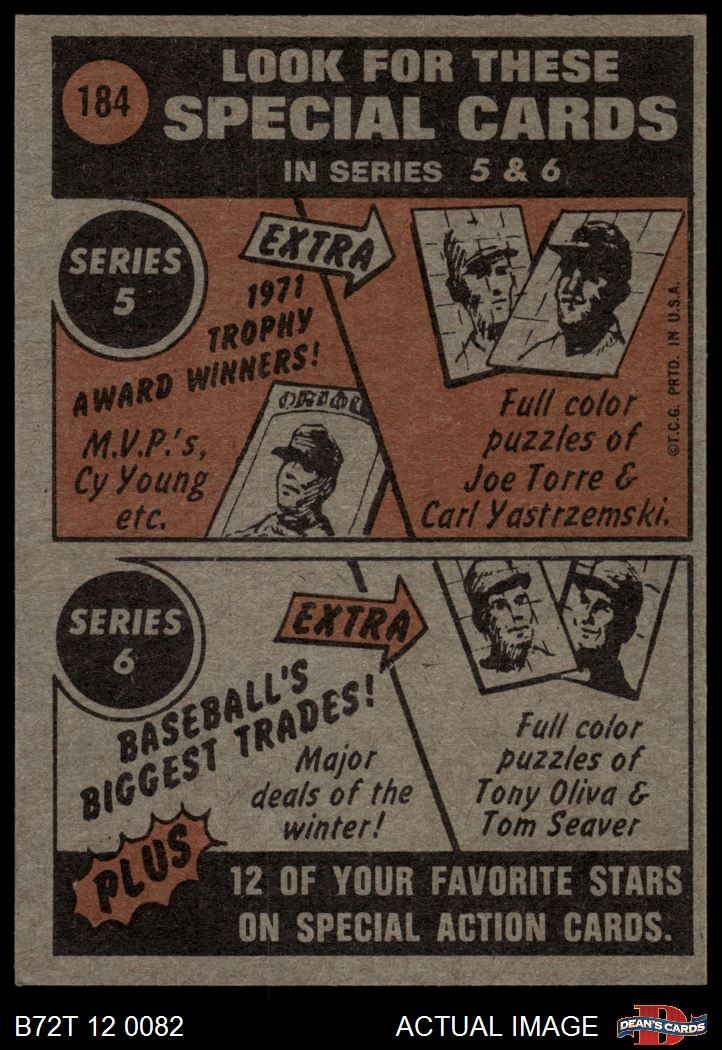 184
LOOK FOR THESE
SPECIAL CARDS
IN SERIES 5 & 6
SERIES
5
EXTRA
1971
TROPHY
AWARD WINNERS!
M.V.P.'s,
Cy Young
etc.
Full color
puzzles of
Joe Torre &
Carl Yastrzemski.
©T.C.G. PRTD. IN U.S.A.
SERIES
6
EXTRA
BASEBALL'S
BIGGEST TRADES!
Major
deals of the
winter!
Full color
puzzles of
Tony Oliva &
Tom Seaver
PLUS
12 OF YOUR FAVORITE STARS
ON SPECIAL ACTION CARDS.
B72T 12 0082
ACTUAL IMAGE
DEAN'S CARDS